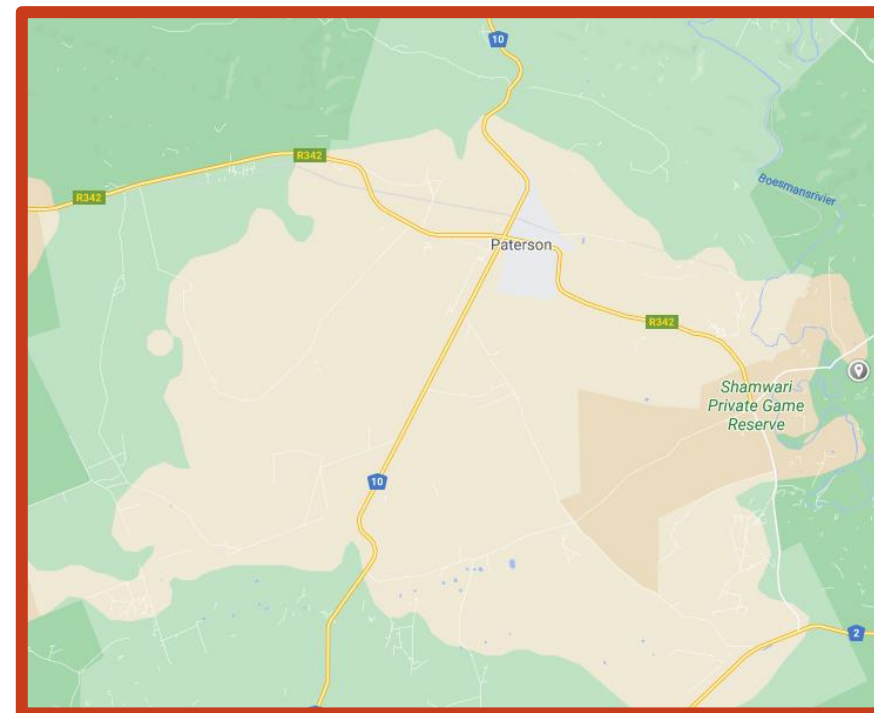 10
R342
R342
Boesmansrivier
Paterson
R342
Shamwari
Private Game
Reserve
10
2